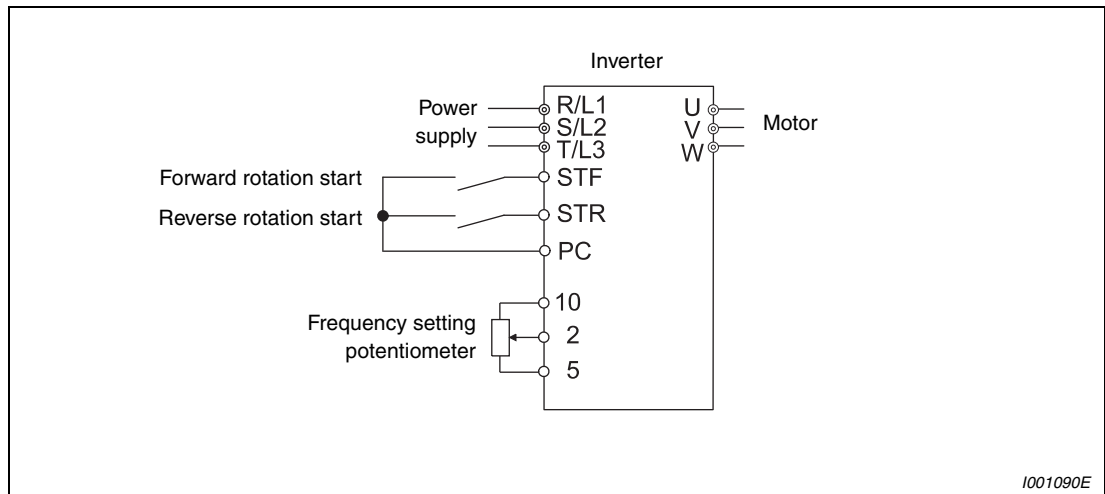 Inverter
Power
supply
R/L1
S/L2
T/L3
U
V
W
Motor
Forward rotation start
STF
Reverse rotation start
STR
PC
Frequency setting
potentiometer
10
2
5
I001090E